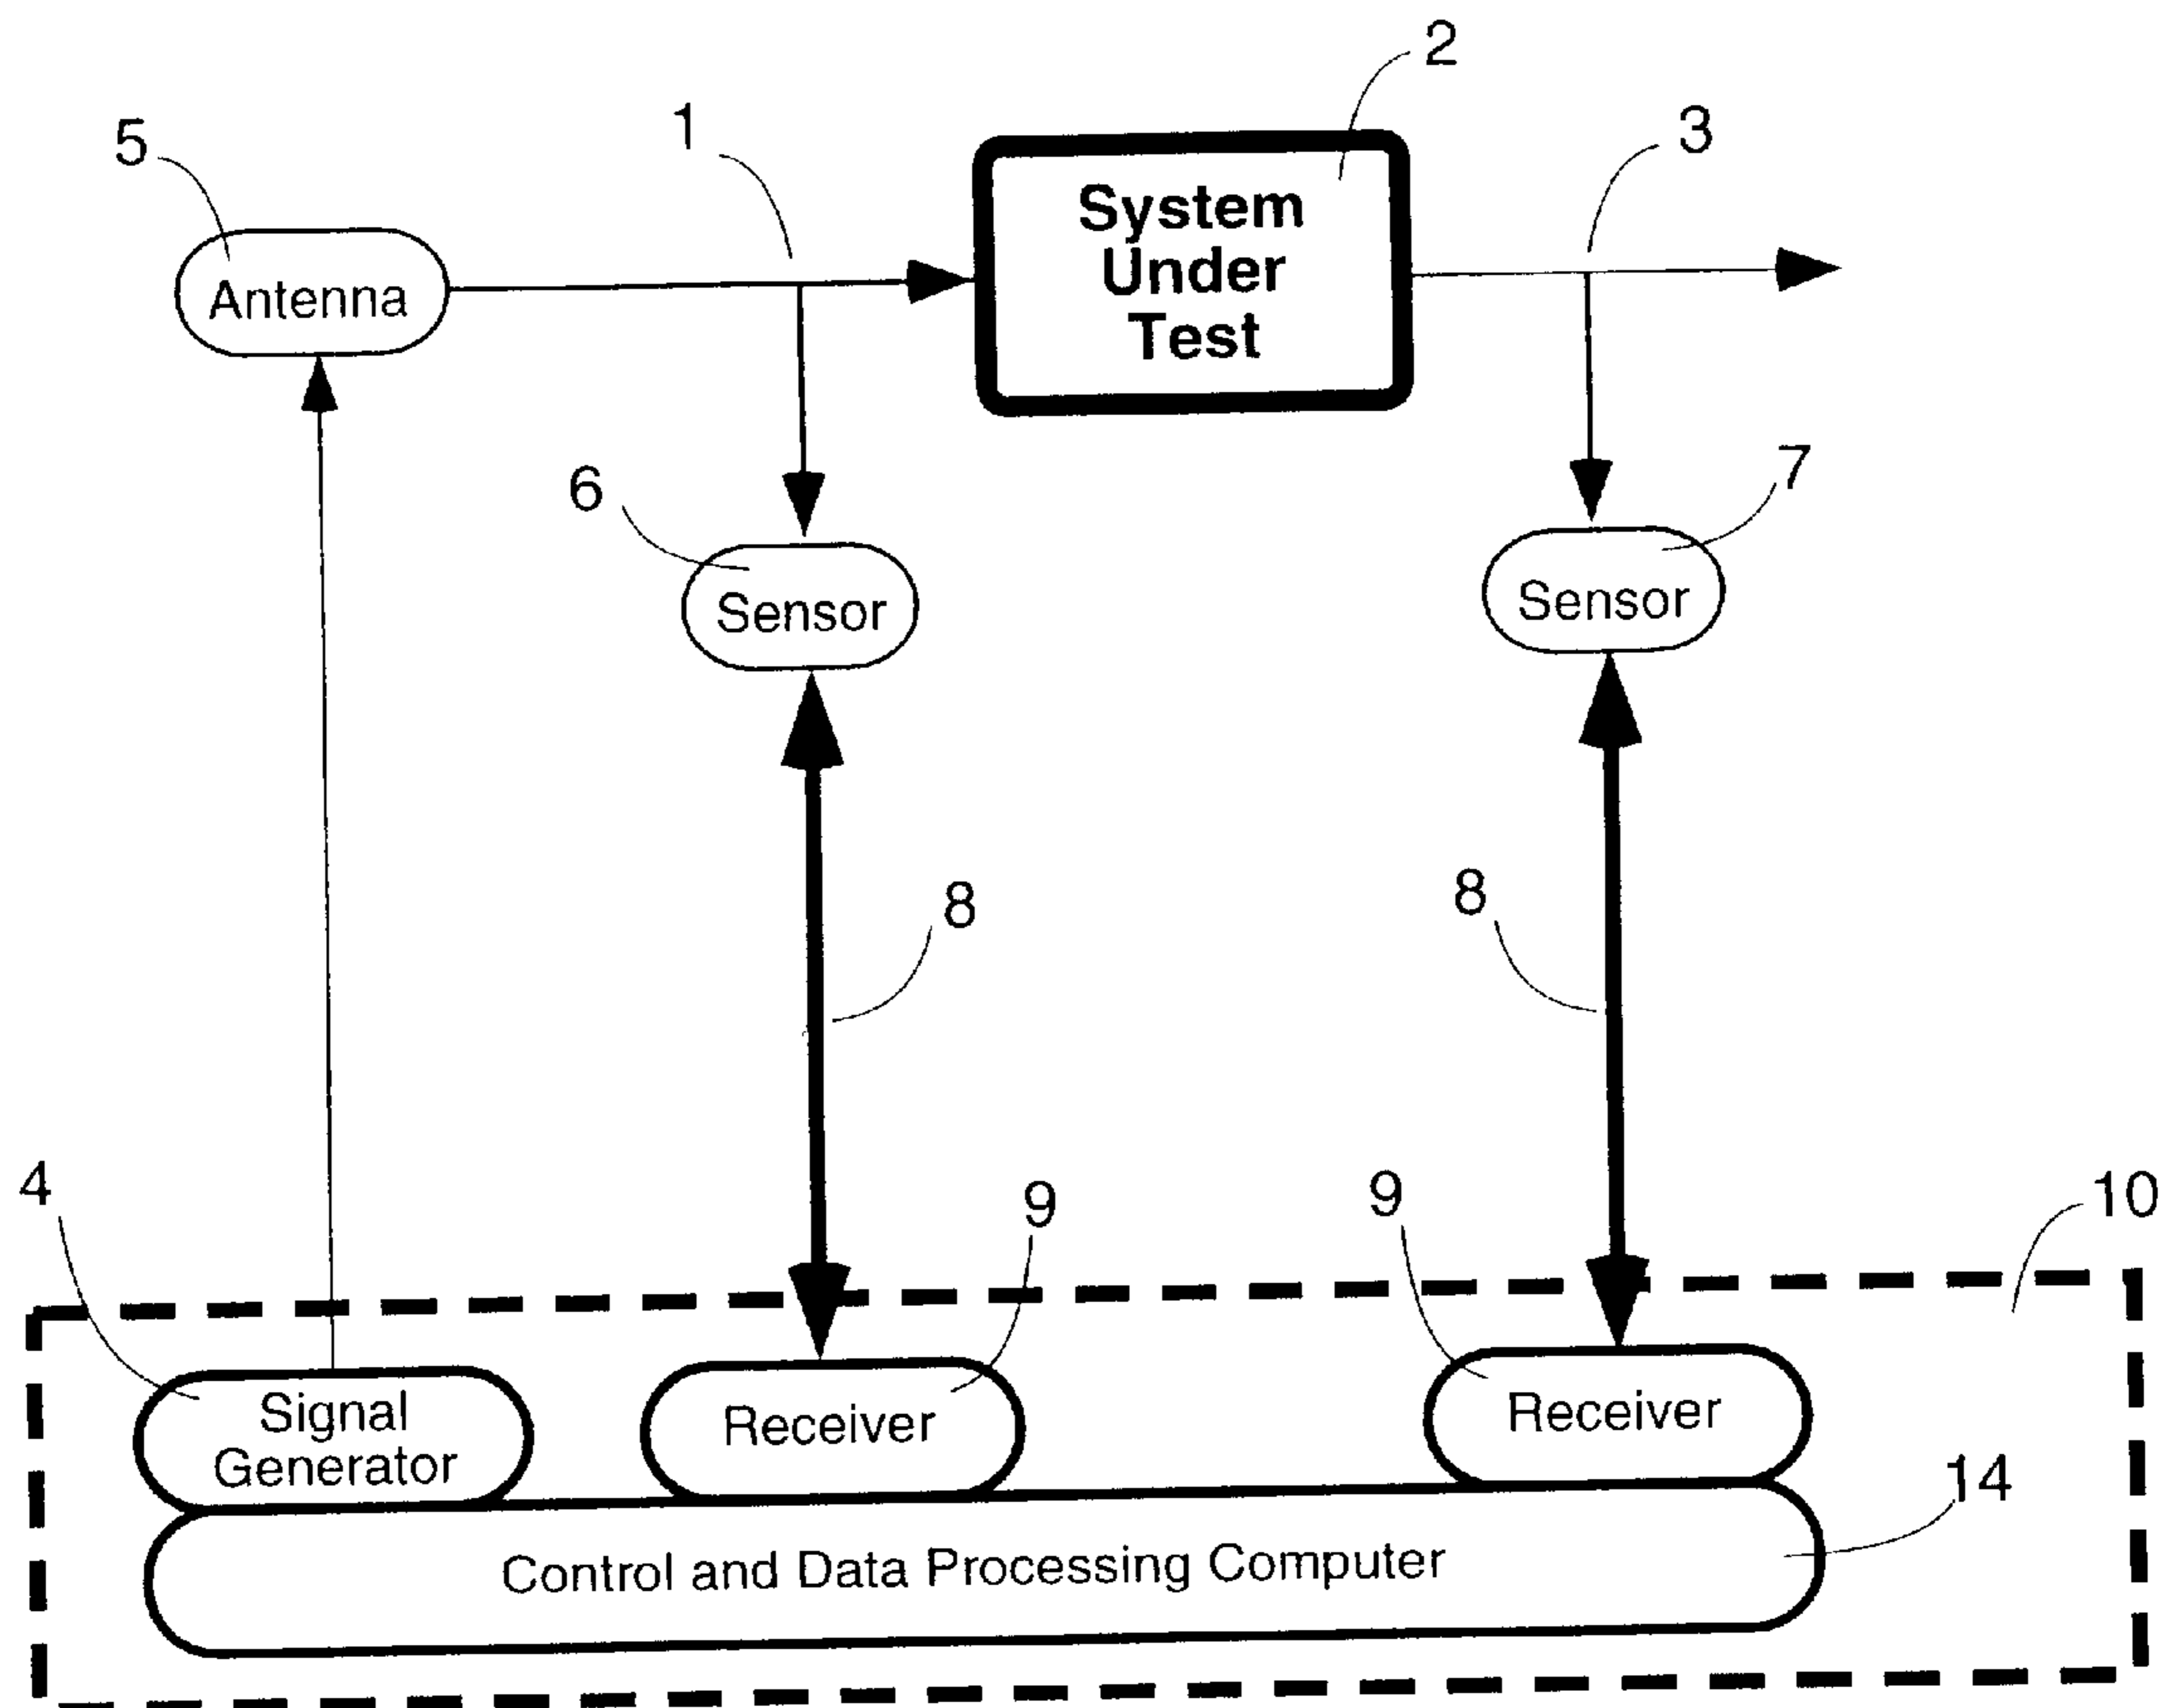 2
5
1
3
System
Under
Test
Antenna
6
7
Sensor
Sensor
8
8
4
9
9
10
Signal
Generator
Receiver
Receiver
14
Control and Data Processing Computer